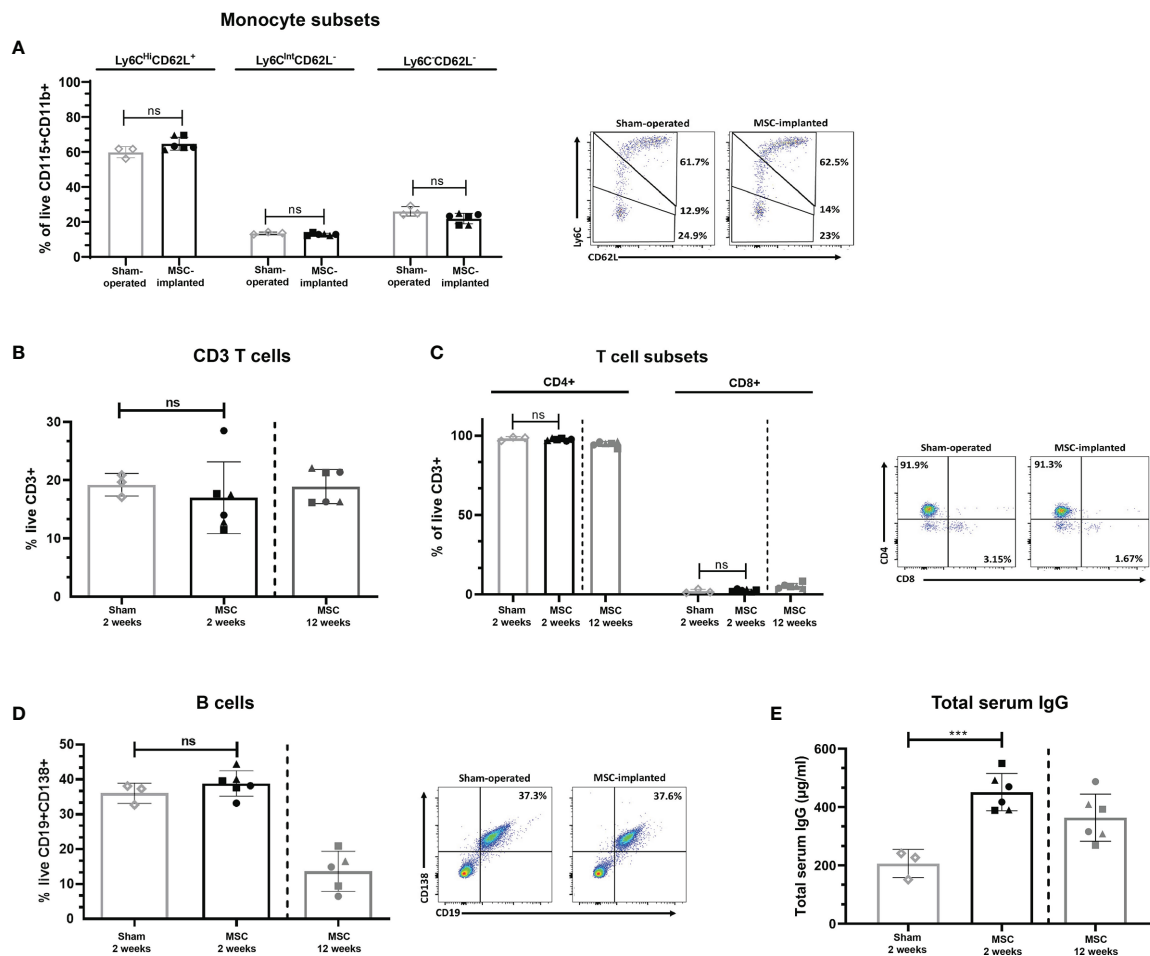 Monocyte subsets
A
Ly6CHiCD62L+
Ly6CIntCD62L-
Ly6C-CD62L-
% of live CD115+CD11b+
100
80
60
40
20
0
ns
ns
ns
Sham-
operated
MSC-
implanted
Sham-
operated
MSC-
implanted
Sham-
operated
MSC-
implanted
Sham-operated
MSC-implanted
61.7%
12.9%
24.9%
62.5%
14%
23%
Ly6C
CD62L
B
CD3 T cells
ns
% live CD3+
30
20
10
0
Sham
2 weeks
MSC
2 weeks
MSC
12 weeks
C
T cell subsets
CD4+
CD8+
ns
ns
% of live CD3+
100
50
0
Sham
2 weeks
MSC
2 weeks
MSC
12 weeks
Sham
2 weeks
MSC
2 weeks
MSC
12 weeks
Sham-operated
MSC-implanted
91.9%
3.15%
91.3%
1.67%
CD4
CD8
D
B cells
ns
% live CD19+CD138+
50
40
30
20
10
0
Sham
2 weeks
MSC
2 weeks
MSC
12 weeks
Sham-operated
MSC-implanted
37.3%
37.6%
CD138
CD19
E
Total serum IgG
***
Total serum IgG (µg/ml)
600
400
200
0
Sham
2 weeks
MSC
2 weeks
MSC
12 weeks